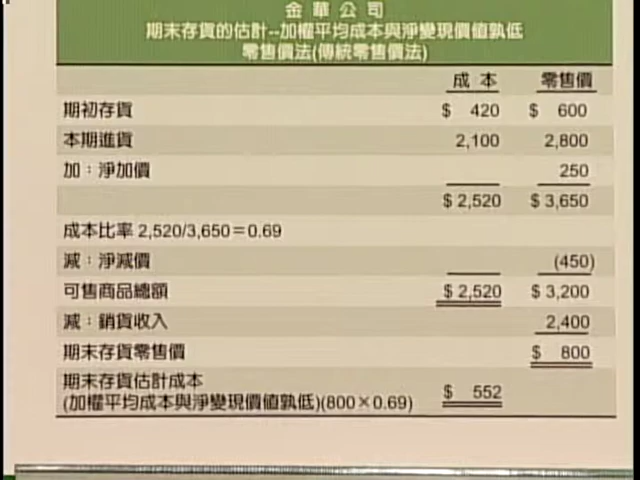 金華公司
期末存貨的估計--加權平均成本與淨變現價值孰低
零售價法(傳統零售價法)
成本 零售價
期初存貨 $ 420 $ 600
本期進貨 2,100 2,800
加：淨加價 250
$ 2,520 $ 3,650
成本比率 2,520/3,650＝0.69
減：淨減價 (450)
可售商品總額 $ 2,520 $ 3,200
減：銷貨收入 2,400
期末存貨零售價 $ 800
期末存貨估計成本
(加權平均成本與淨變現價值孰低)(800×0.69) $ 552